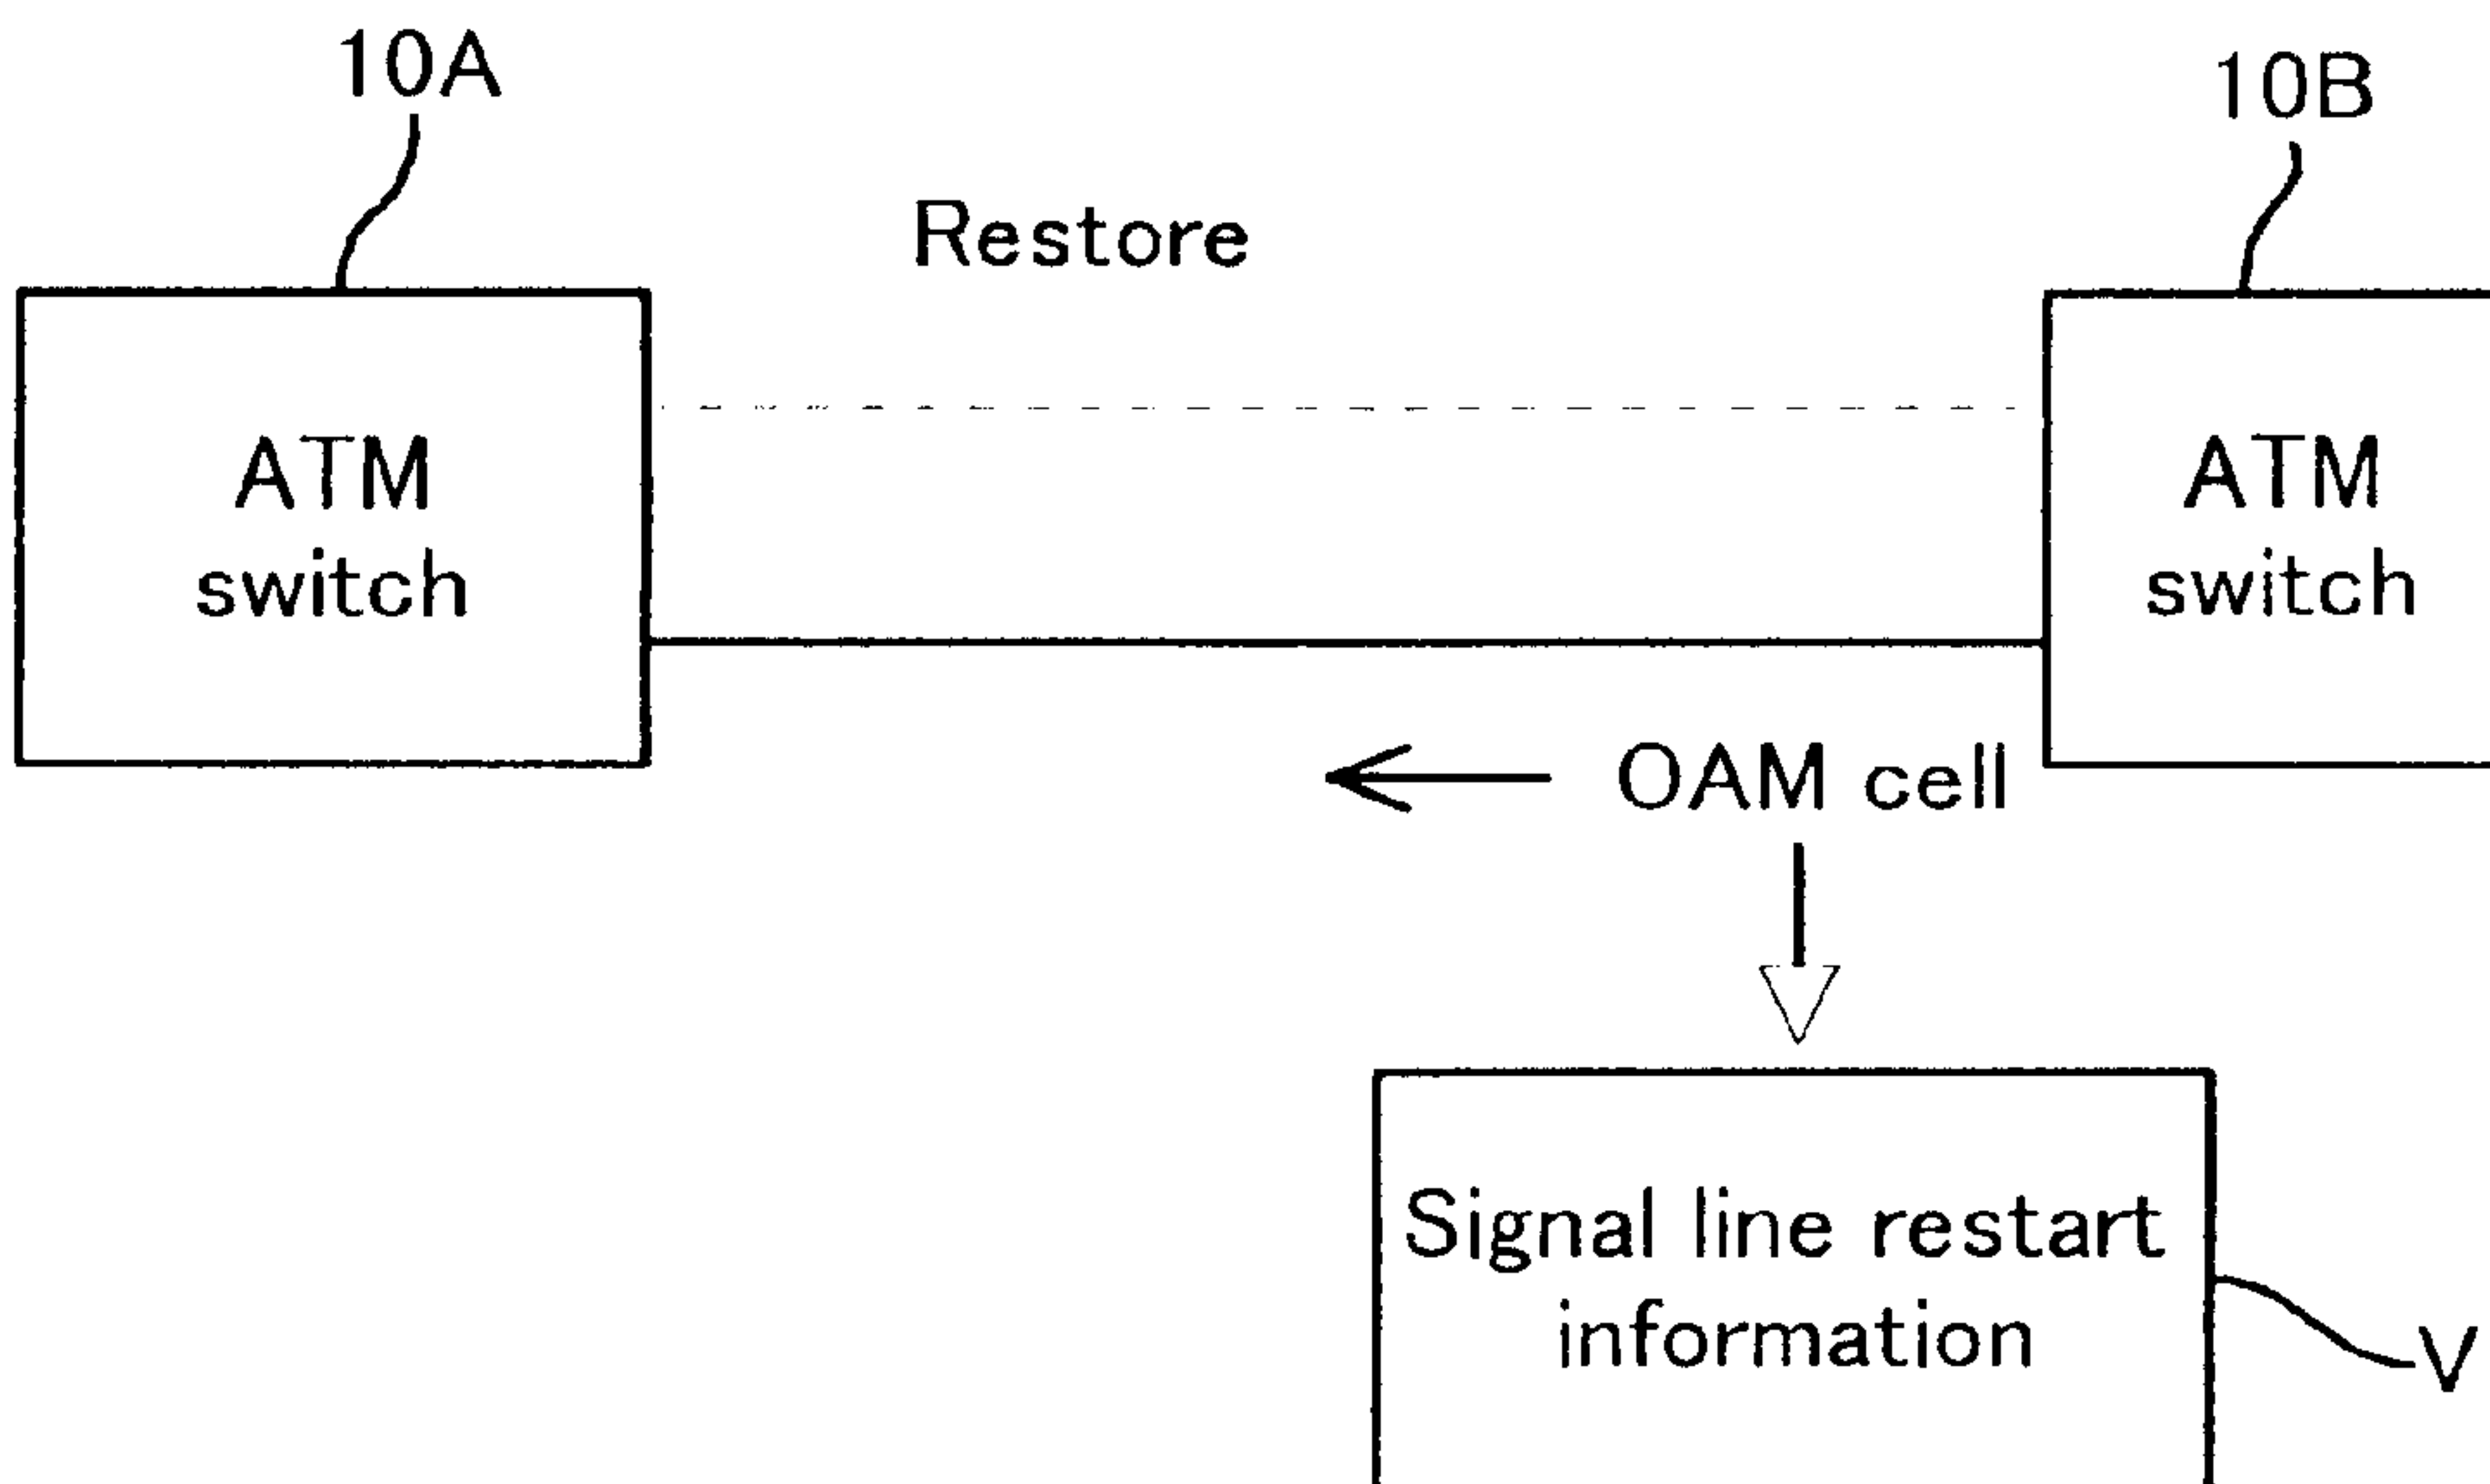 10A
10B
Restore
ATM
switch
ATM
switch
OAM cell
Signal line restart
information
V